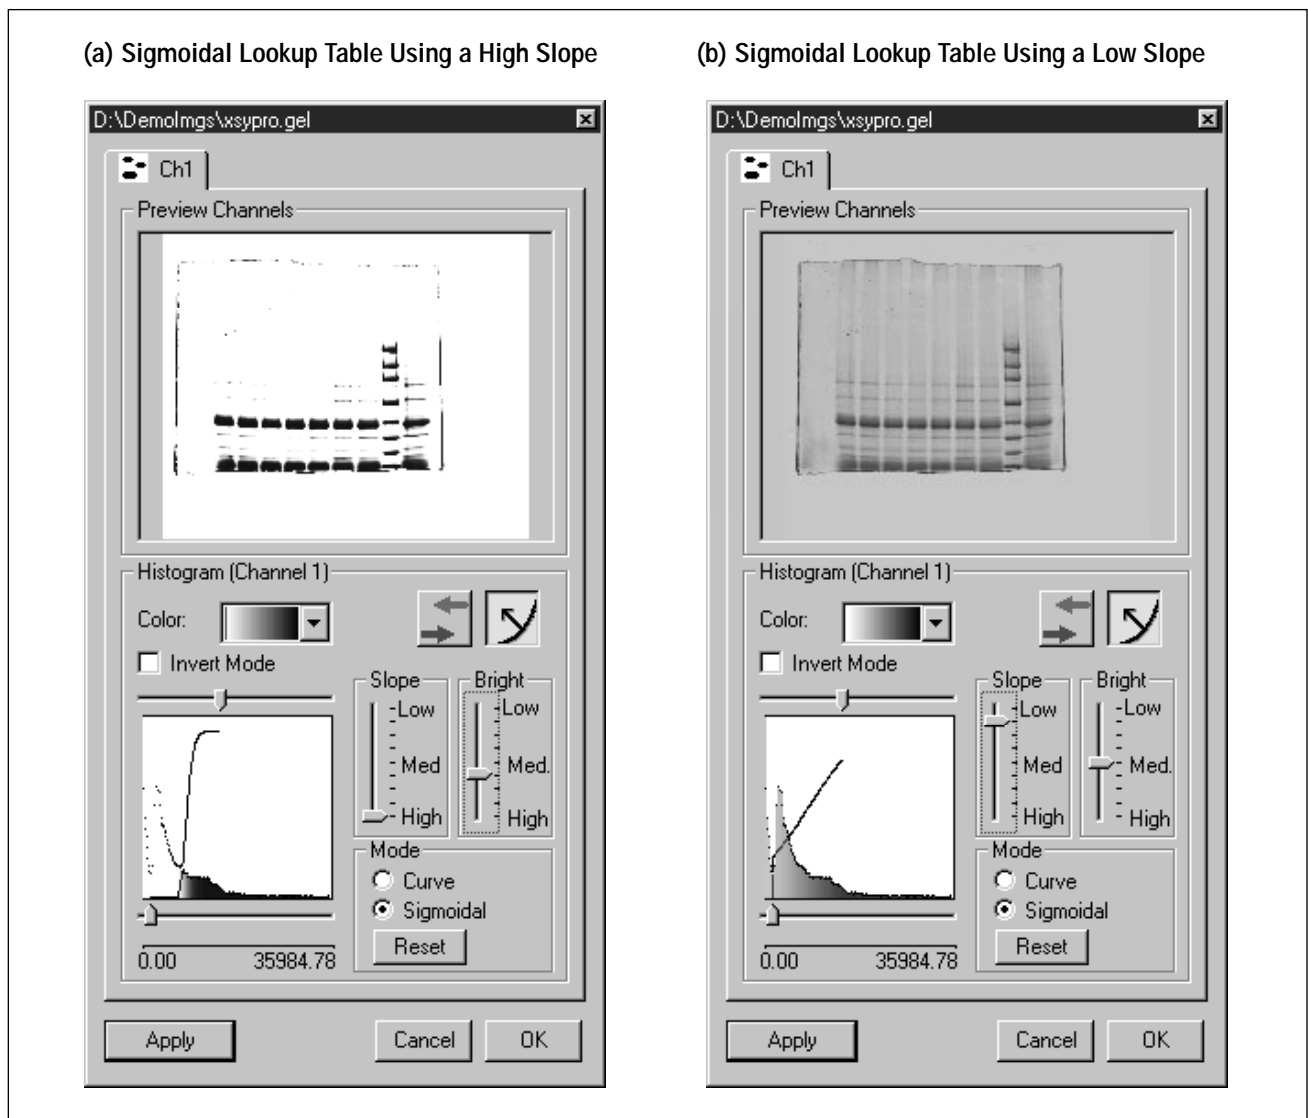 (a) Sigmoidal Lookup Table Using a High Slope
D:\DemoImgs\xsypro.gel
Ch1
Preview Channels
Histogram (Channel 1)
Color:
Invert Mode
Slope
Low
Med
High
Bright
Low
Med.
High
Mode
Curve
Sigmoidal
Reset
0.00 35984.78
Apply Cancel OK
(b) Sigmoidal Lookup Table Using a Low Slope
D:\DemoImgs\xsypro.gel
Ch1
Preview Channels
Histogram (Channel 1)
Color:
Invert Mode
Slope
Low
Med
High
Bright
Low
Med.
High
Mode
Curve
Sigmoidal
Reset
0.00 35984.78
Apply Cancel OK